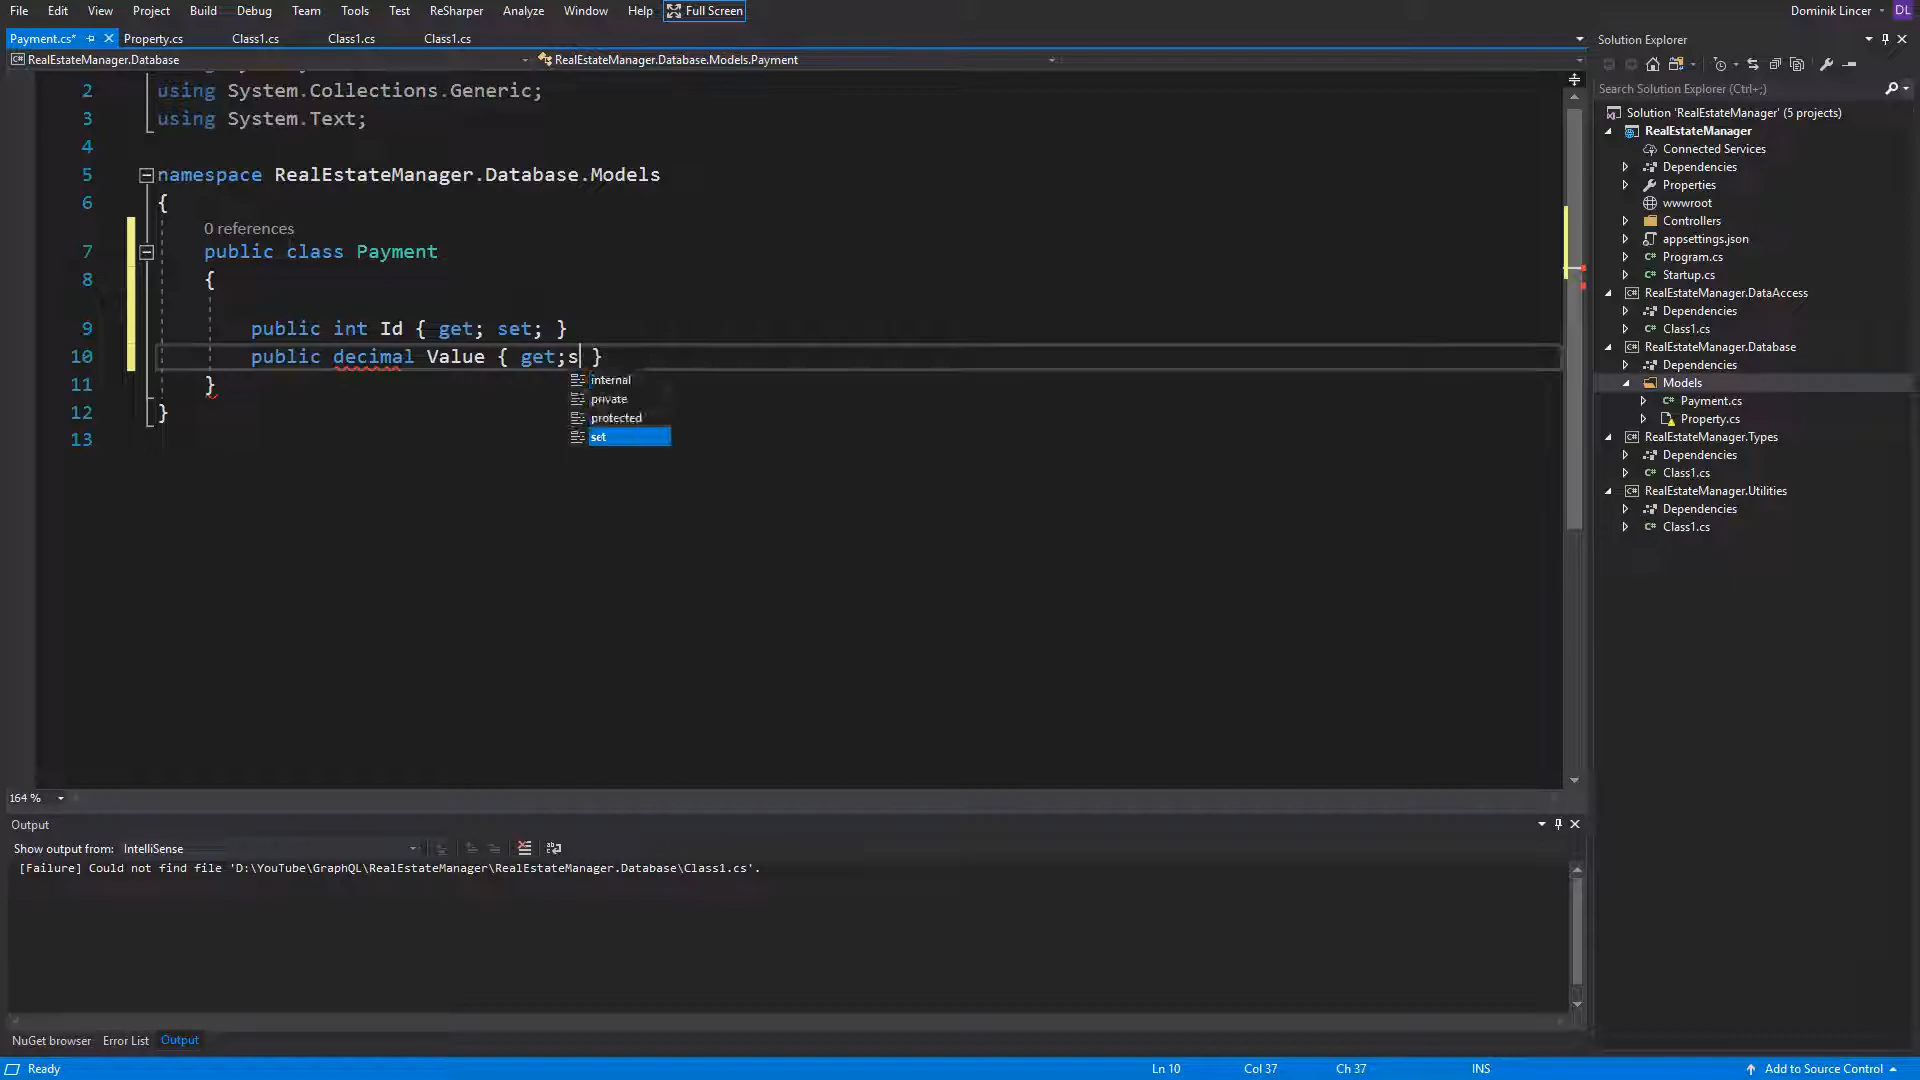 File Edit View Project Build Debug Team Tools Test ReSharper Analyze Window Help Full Screen Dominik Lincer DL
Payment.cs* Property.cs Class1.cs Class1.cs Class1.cs
RealEstateManager.Database RealEstateManager.Database.Models.Payment
2 using System.Collections.Generic;
3 using System.Text;
4
5 namespace RealEstateManager.Database.Models
6 {
0 references
7 public class Payment
8 {
9 public int Id { get; set; }
10 public decimal Value { get;s }
internal
private
protected
set
11 }
12 }
13
164 %
Output
Show output from: IntelliSense
[Failure] Could not find file 'D:\YouTube\GraphQL\RealEstateManager\RealEstateManager.Database\Class1.cs'.
NuGet browser Error List Output
Solution Explorer
Search Solution Explorer (Ctrl+;)
Solution 'RealEstateManager' (5 projects)
RealEstateManager
Connected Services
Dependencies
Properties
wwwroot
Controllers
appsettings.json
C# Program.cs
C# Startup.cs
C# RealEstateManager.DataAccess
Dependencies
C# Class1.cs
C# RealEstateManager.Database
Dependencies
Models
C# Payment.cs
Property.cs
C# RealEstateManager.Types
Dependencies
C# Class1.cs
C# RealEstateManager.Utilities
Dependencies
C# Class1.cs
Ready Ln 10 Col 37 Ch 37 INS Add to Source Control